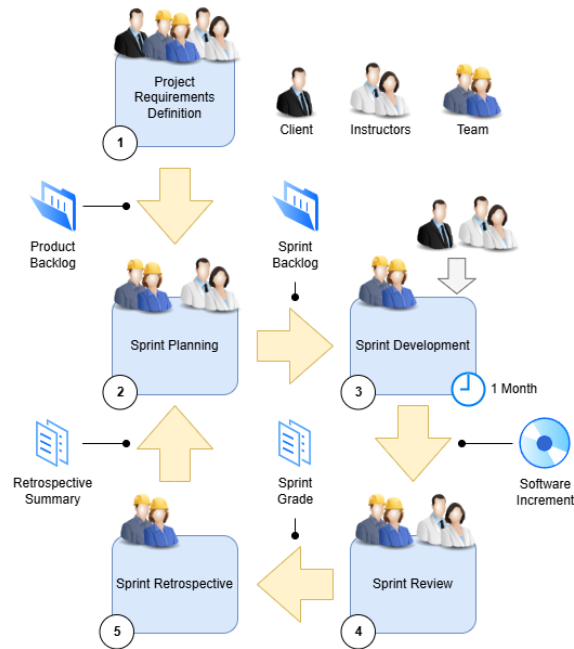 Project
Requirements
Definition
1
Client
Instructors
Team
Product
Backlog
Sprint
Backlog
Sprint Planning
2
Sprint Development
3
1 Month
Retrospective
Summary
Sprint
Grade
Software
Increment
Sprint Retrospective
5
Sprint Review
4